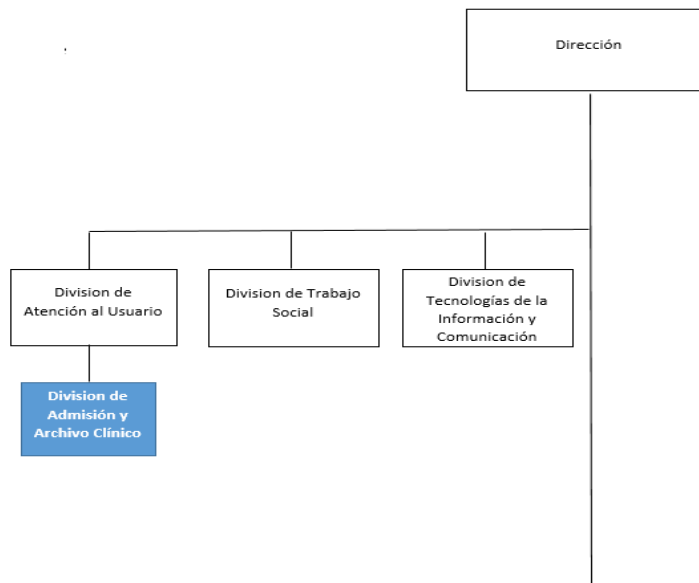 Dirección
Division de
Atención al Usuario
Division de Trabajo
Social
Division de
Tecnologías de la
Información y
Comunicación
Division de
Admisión y
Archivo Clínico